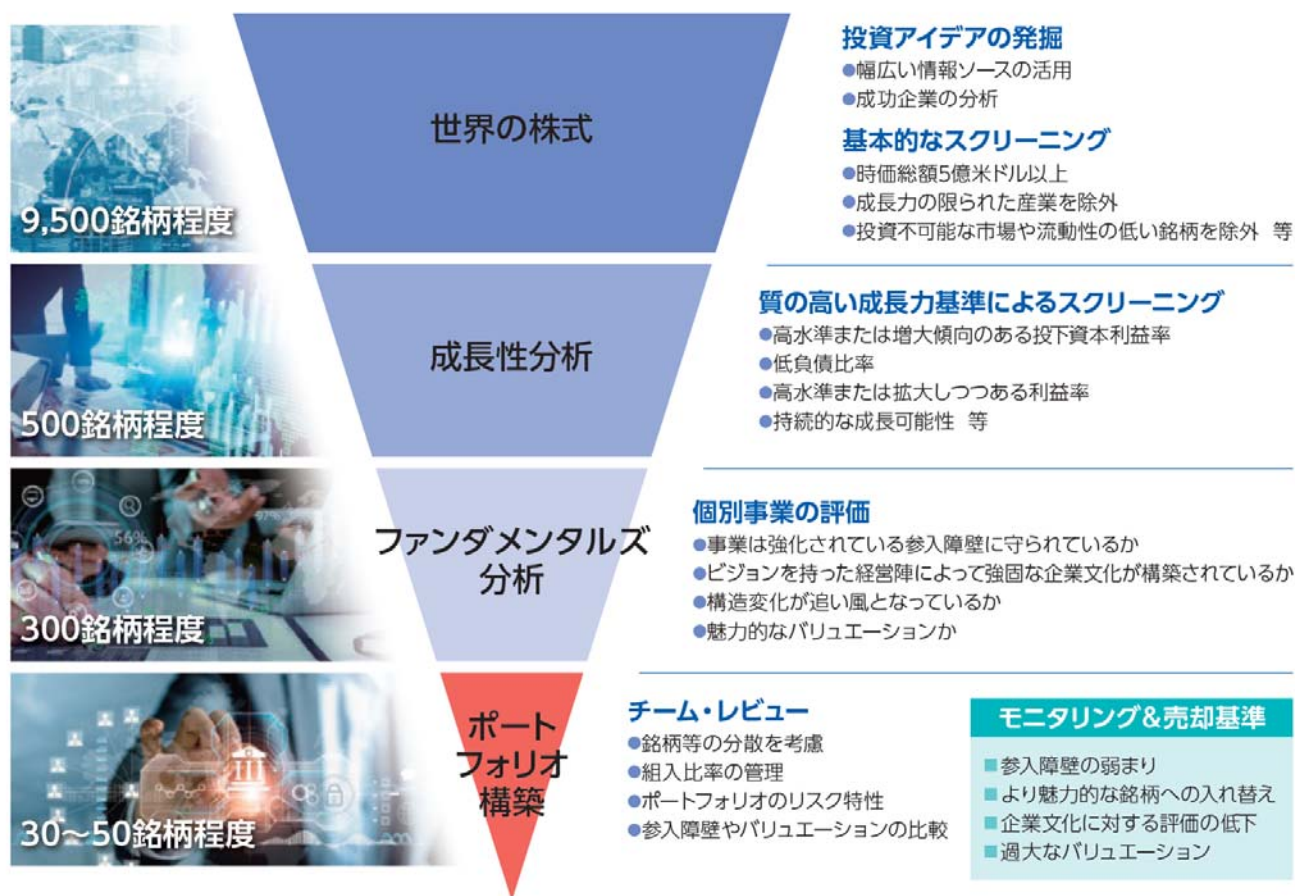 世界の株式
9,500銘柄程度
投資アイデアの発掘
●幅広い情報ソースの活用
●成功企業の分析
基本的なスクリーニング
●時価総額5億米ドル以上
●成長力の限られた産業を除外
●投資不可能な市場や流動性の低い銘柄を除外 等
成長性分析
500銘柄程度
質の高い成長力基準によるスクリーニング
●高水準または増大傾向のある投下資本利益率
●低負債比率
●高水準または拡大しつつある利益率
●持続的な成長可能性 等
ファンダメンタルズ
分析
56%
300銘柄程度
個別事業の評価
●事業は強化されている参入障壁に守られているか
●ビジョンを持った経営陣によって強固な企業文化が構築されているか
●構造変化が追い風となっているか
●魅力的なバリュエーションか
ポート
フォリオ
構築
30〜50銘柄程度
チーム・レビュー
●銘柄等の分散を考慮
●組入比率の管理
●ポートフォリオのリスク特性
●参入障壁やバリュエーションの比較
モニタリング&売却基準
■参入障壁の弱まり
■より魅力的な銘柄への入れ替え
■企業文化に対する評価の低下
■過大なバリュエーション